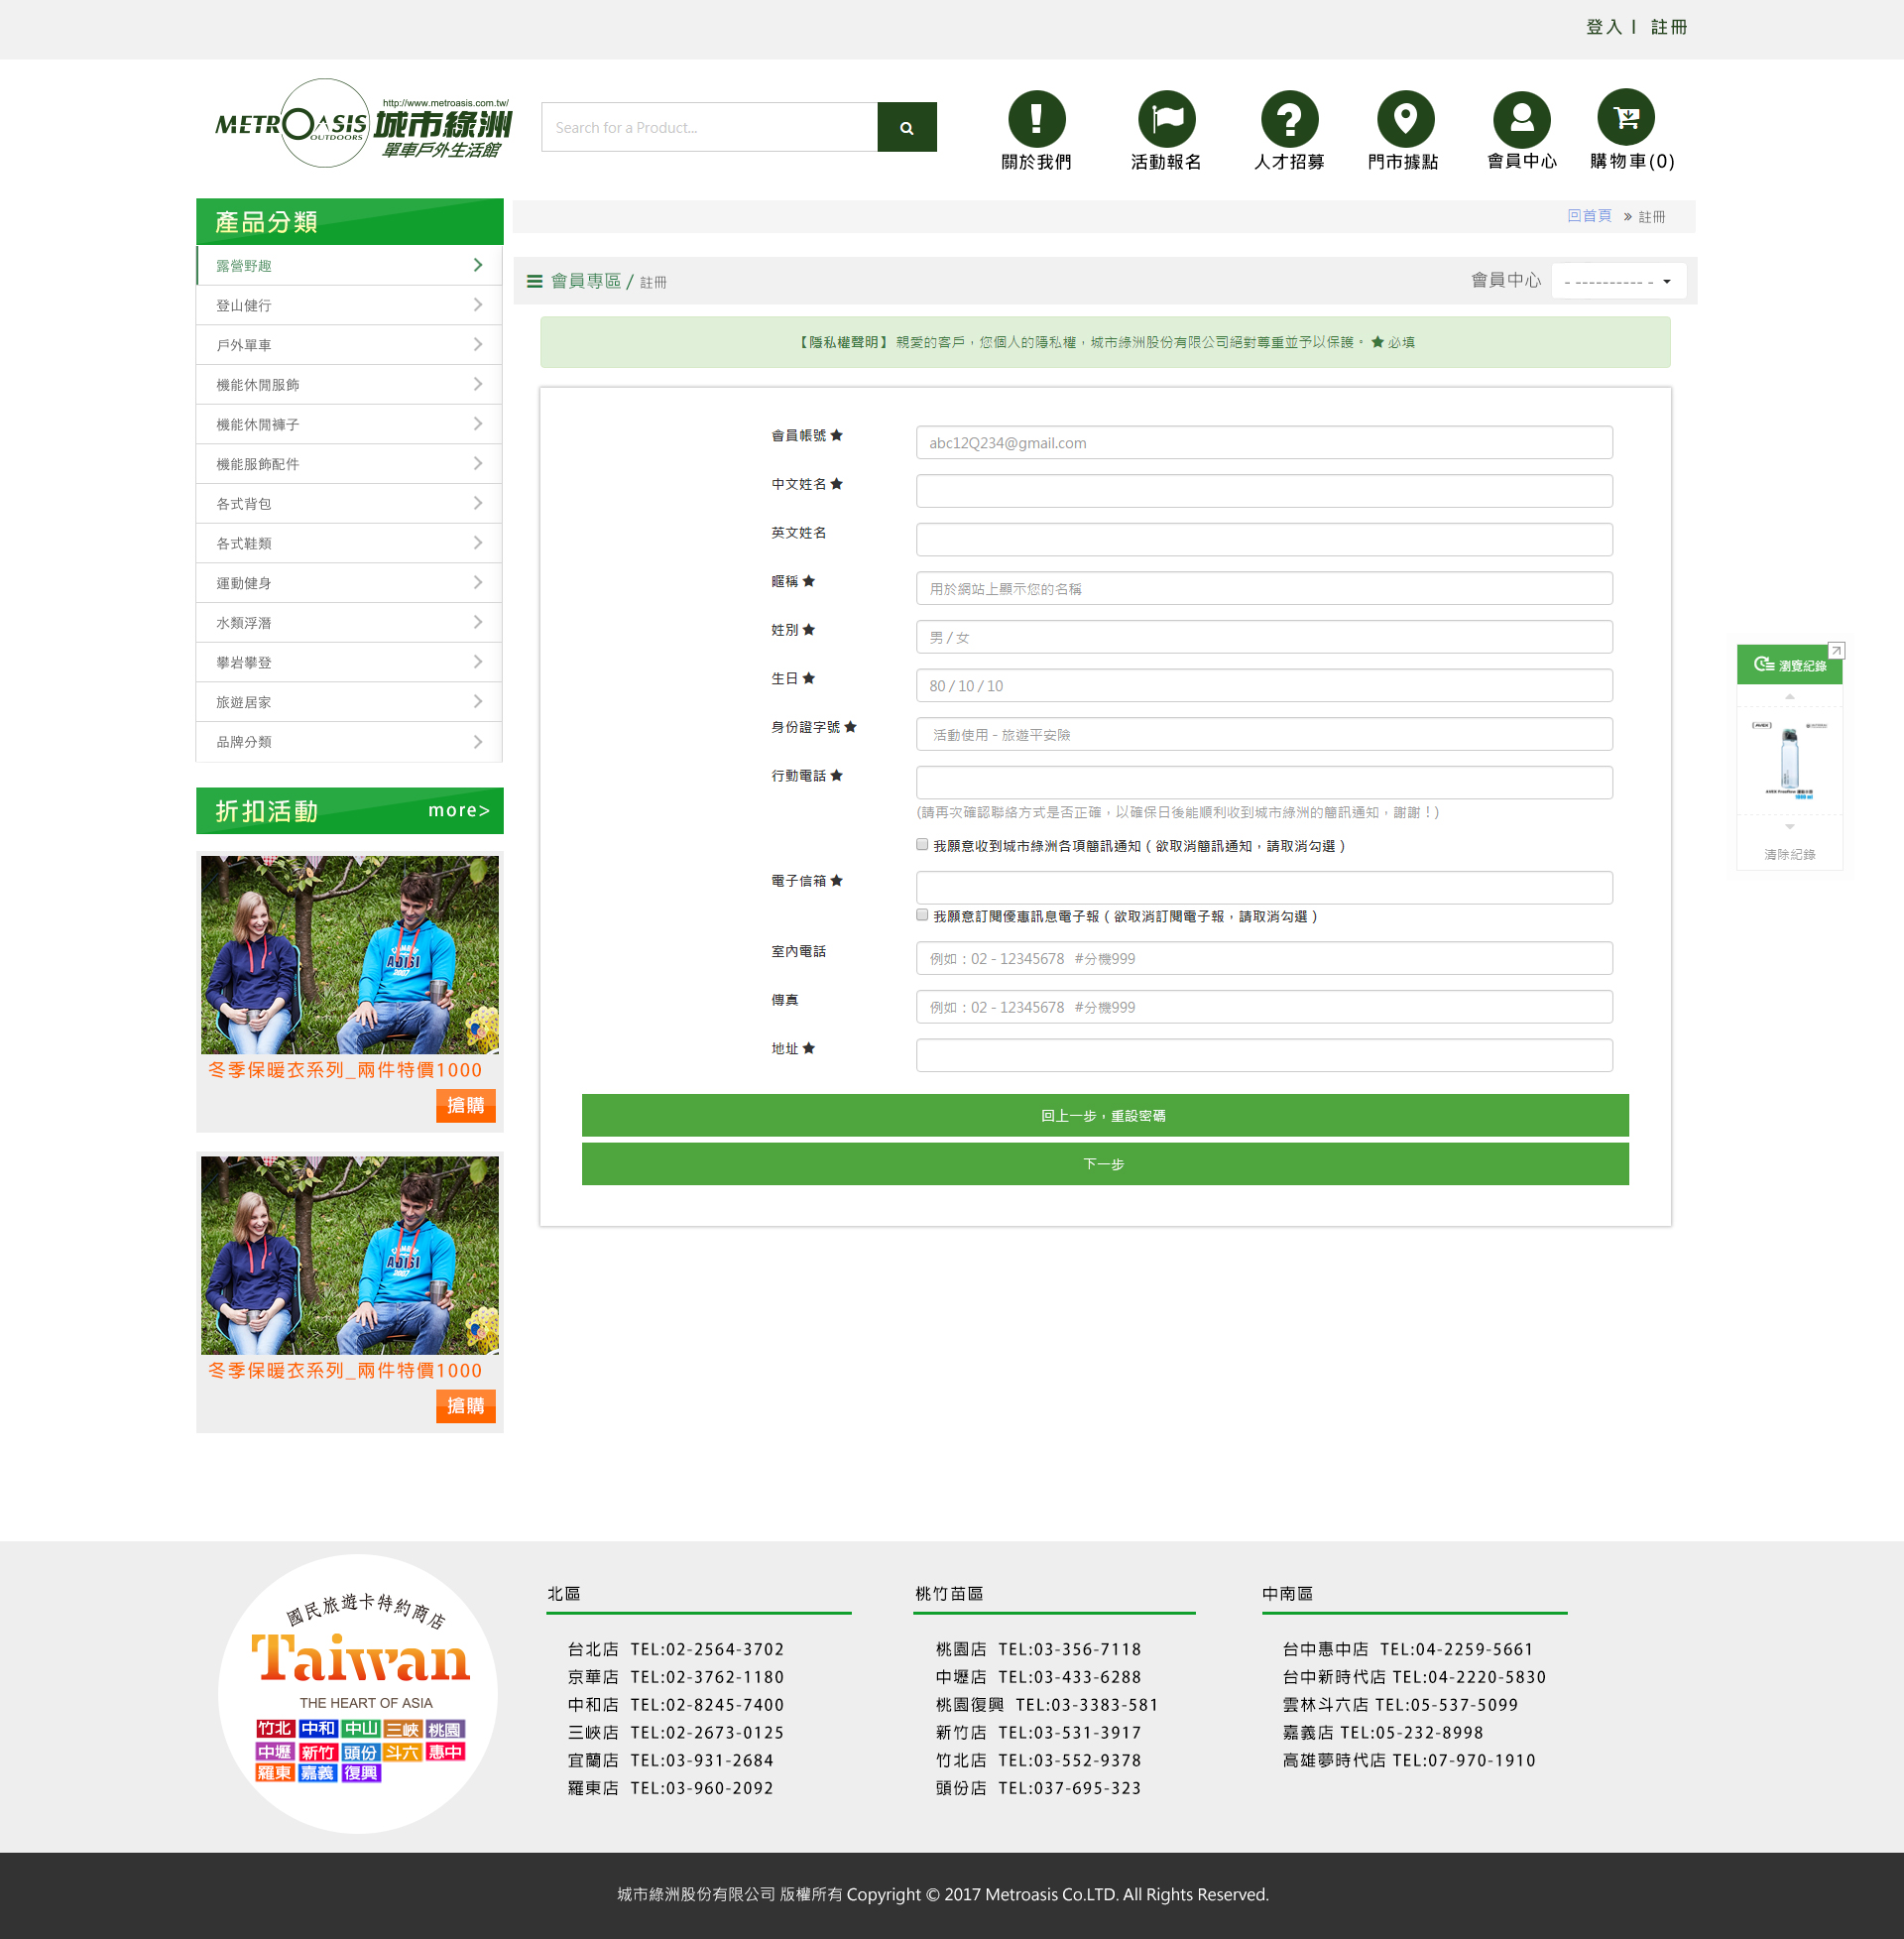 登入 | 註冊
http://www.metroasis.com.tw/
METROASIS 城市綠洲
OUTDOORS
單車戶外生活館
Search for a Product...
關於我們
活動報名
人才招募
門市據點
會員中心
購物車(0)
產品分類
露營野趣
登山健行
戶外單車
機能休閒服飾
機能休閒褲子
機能服飾配件
各式背包
各式鞋類
運動健身
水類浮潛
攀岩攀登
旅遊居家
品牌分類
折扣活動 more>
ADISI
2007
冬季保暖衣系列_兩件特價1000
搶購
ADISI
2007
冬季保暖衣系列_兩件特價1000
搶購
回首頁 » 註冊
會員專區 / 註冊
會員中心 - ---------- -
【隱私權聲明】親愛的客戶，您個人的隱私權，城市綠洲股份有限公司絕對尊重並予以保護。★ 必填
會員帳號 ★ abc12Q234@gmail.com
中文姓名 ★
英文姓名
暱稱 ★ 用於網站上顯示您的名稱
姓別 ★ 男 / 女
生日 ★ 80 / 10 / 10
身份證字號 ★ 活動使用 - 旅遊平安險
行動電話 ★
(請再次確認聯絡方式是否正確，以確保日後能順利收到城市綠洲的簡訊通知，謝謝！)
我願意收到城市綠洲各項簡訊通知 ( 欲取消簡訊通知，請取消勾選 )
電子信箱 ★
我願意訂閱優惠訊息電子報 ( 欲取消訂閱電子報，請取消勾選 )
室內電話 例如：02 - 12345678 #分機999
傳真 例如：02 - 12345678 #分機999
地址 ★
回上一步，重設密碼
下一步
瀏覽紀錄
清除紀錄
國民旅遊卡特約商店
Taiwan
THE HEART OF ASIA
竹北 中和 中山 三峽 桃園
中壢 新竹 頭份 斗六 惠中
羅東 嘉義 復興
北區
台北店 TEL:02-2564-3702
京華店 TEL:02-3762-1180
中和店 TEL:02-8245-7400
三峽店 TEL:02-2673-0125
宜蘭店 TEL:03-931-2684
羅東店 TEL:03-960-2092
桃竹苗區
桃園店 TEL:03-356-7118
中壢店 TEL:03-433-6288
桃園復興 TEL:03-3383-581
新竹店 TEL:03-531-3917
竹北店 TEL:03-552-9378
頭份店 TEL:037-695-323
中南區
台中惠中店 TEL:04-2259-5661
台中新時代店 TEL:04-2220-5830
雲林斗六店 TEL:05-537-5099
嘉義店 TEL:05-232-8998
高雄夢時代店 TEL:07-970-1910
城市綠洲股份有限公司 版權所有 Copyright © 2017 Metroasis Co.LTD. All Rights Reserved.